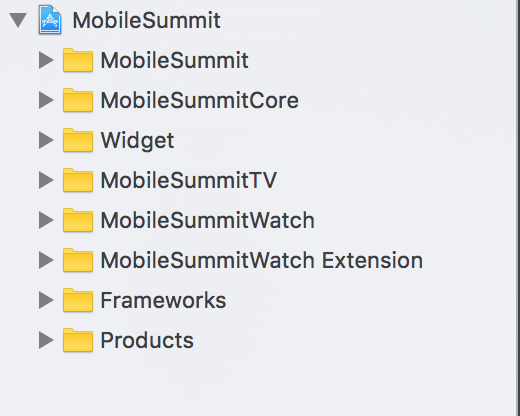 MobileSummit
MobileSummit
MobileSummitCore
Widget
MobileSummitTV
MobileSummitWatch
MobileSummitWatch Extension
Frameworks
Products